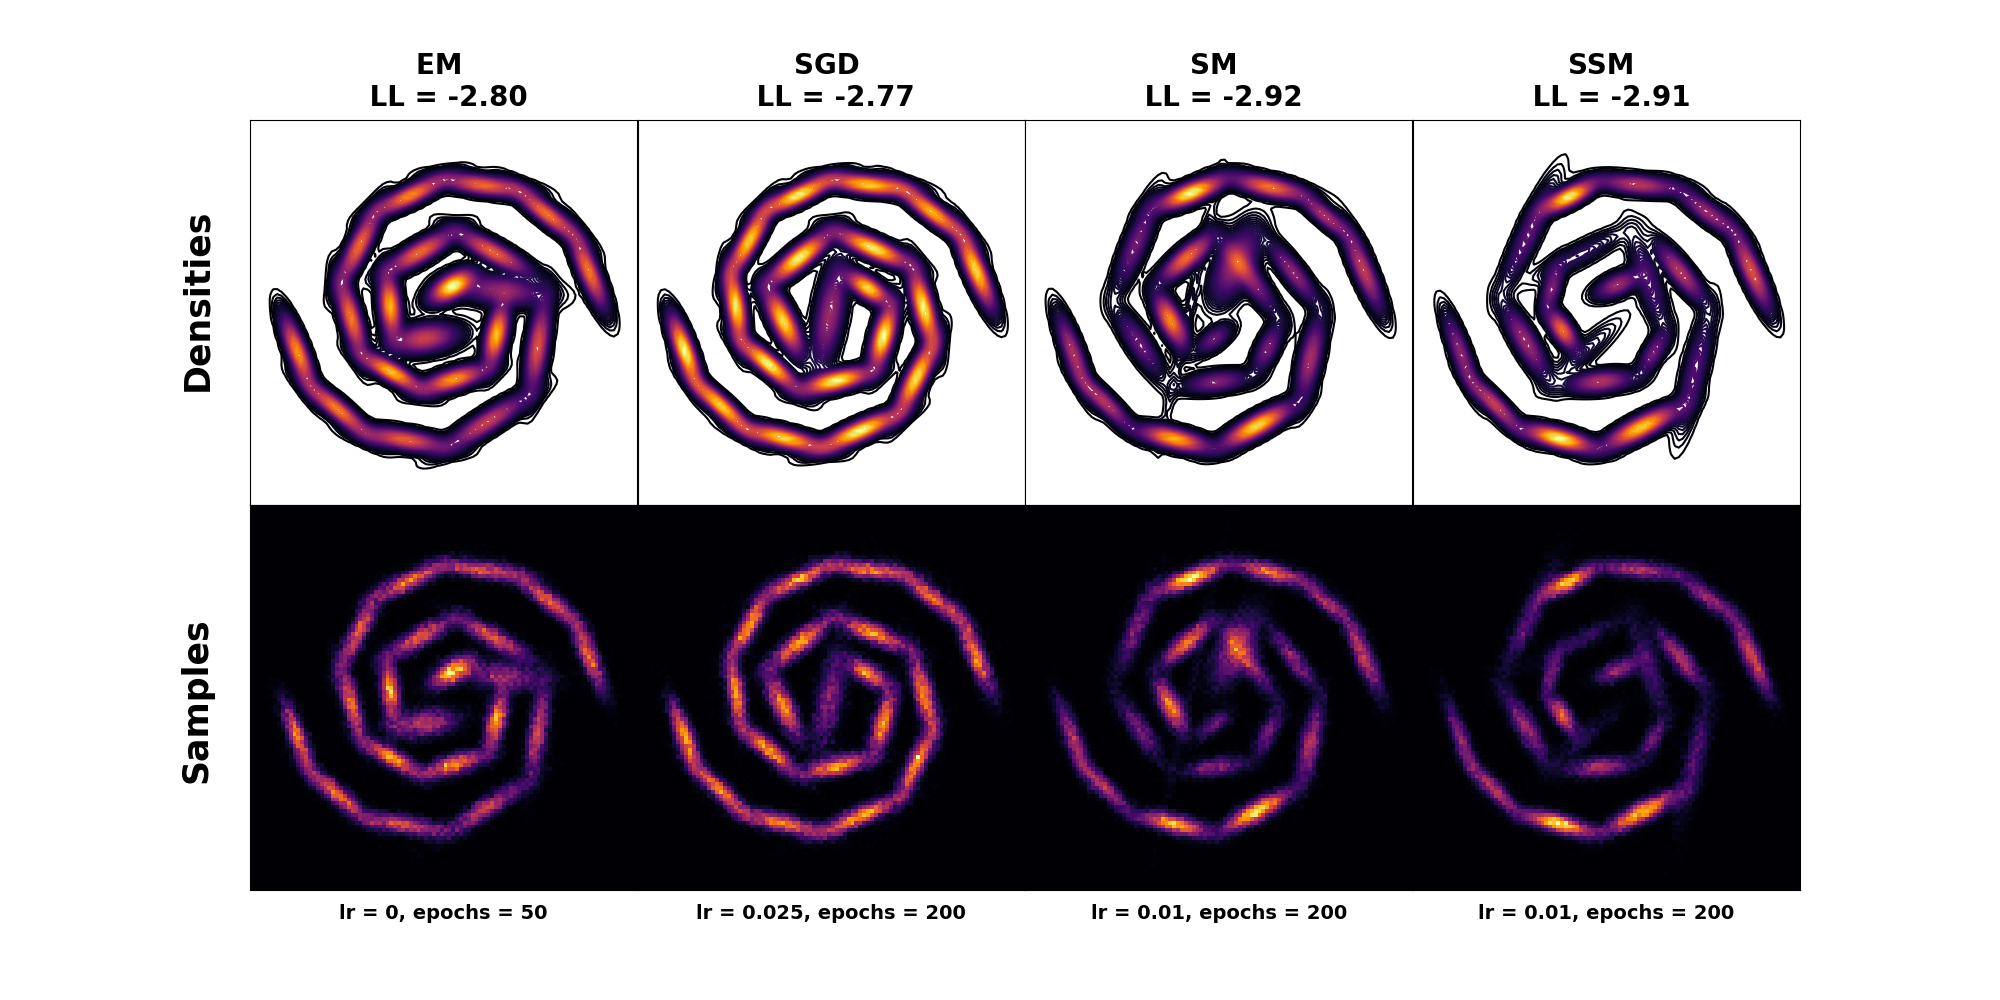 EM
LL = -2.80
SGD
LL = -2.77
SM
LL = -2.92
SSM
LL = -2.91
Densities
Samples
lr = 0, epochs = 50
lr = 0.025, epochs = 200
lr = 0.01, epochs = 200
lr = 0.01, epochs = 200